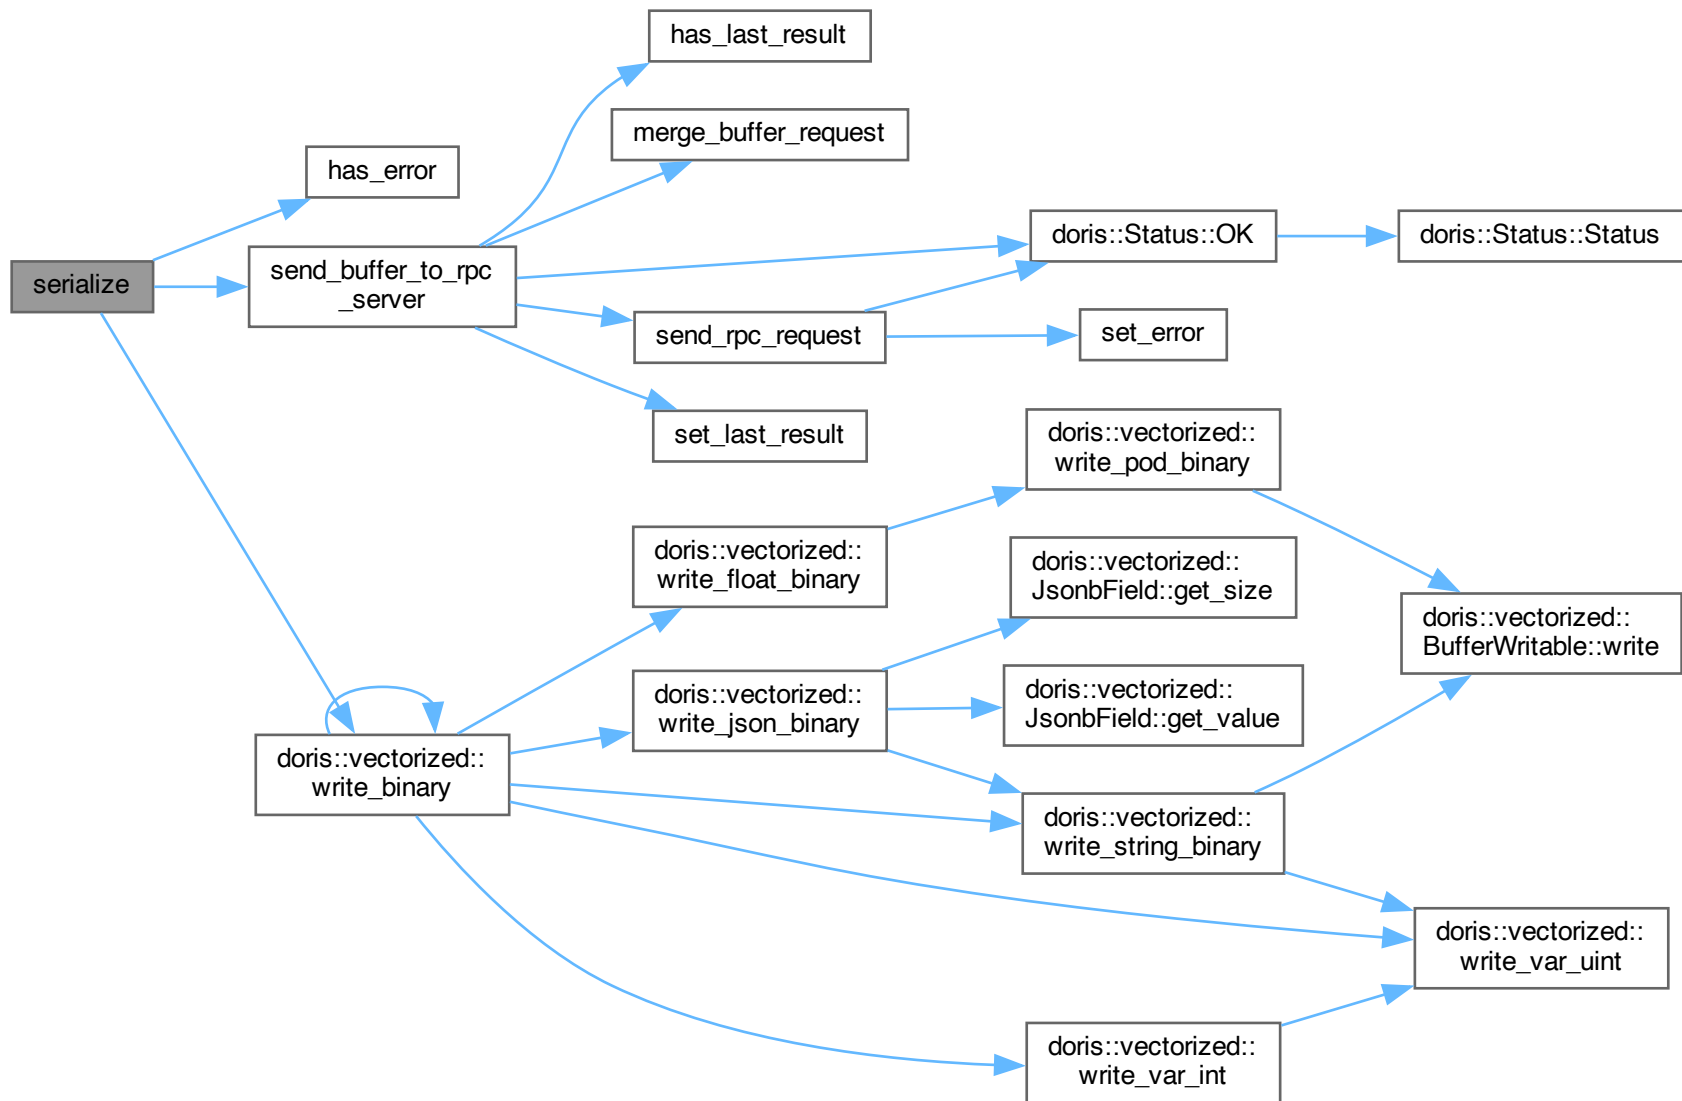 has_last_result
merge_buffer_request
has_error
doris::Status::OK
doris::Status::Status
serialize
send_buffer_to_rpc
_server
send_rpc_request
set_error
set_last_result
doris::vectorized::
write_pod_binary
doris::vectorized::
write_float_binary
doris::vectorized::
JsonbField::get_size
doris::vectorized::
BufferWritable::write
doris::vectorized::
write_json_binary
doris::vectorized::
JsonbField::get_value
doris::vectorized::
write_binary
doris::vectorized::
write_string_binary
doris::vectorized::
write_var_uint
doris::vectorized::
write_var_int